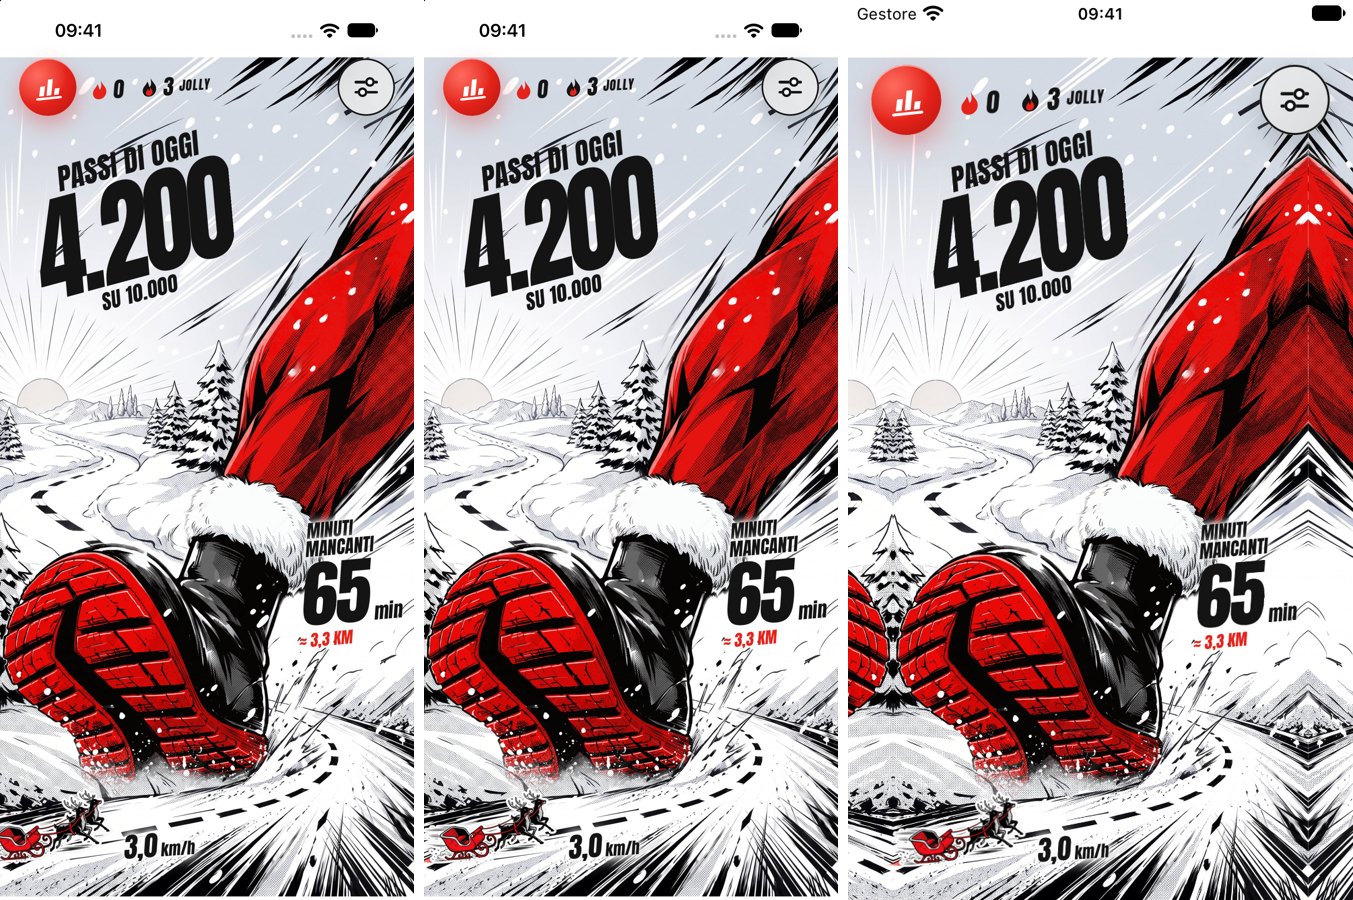 09:41
0 3 JOLLY
PASSI DI OGGI
4.200
SU 10.000
MINUTI
MANCANTI
65 min
≈ 3,3 KM
3,0 km/h
09:41
0 3 JOLLY
PASSI DI OGGI
4.200
SU 10.000
MINUTI
MANCANTI
65 min
≈ 3,3 KM
3,0 km/h
Gestore 09:41
0 3 JOLLY
PASSI DI OGGI
4.200
SU 10.000
MINUTI
MANCANTI
65 min
≈ 3,3 KM
3,0 km/h